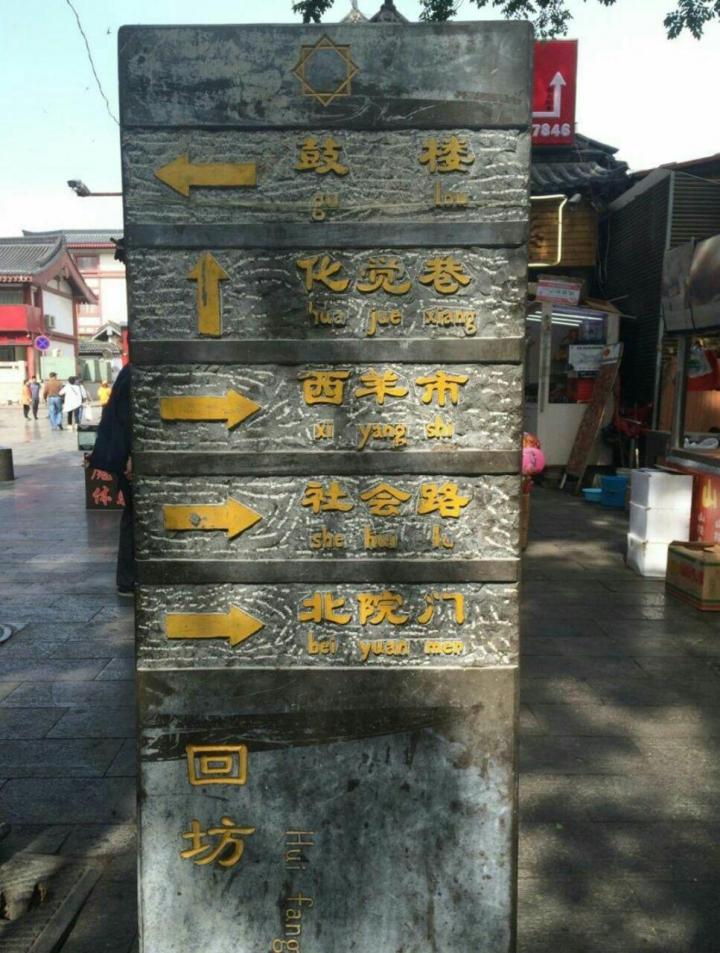 7846
鼓楼
gu lou
化觉巷
hua jue xiang
西羊市
xi yang shi
社会路
she hui lu
北院门
bei yuan men
回坊
Hui fang